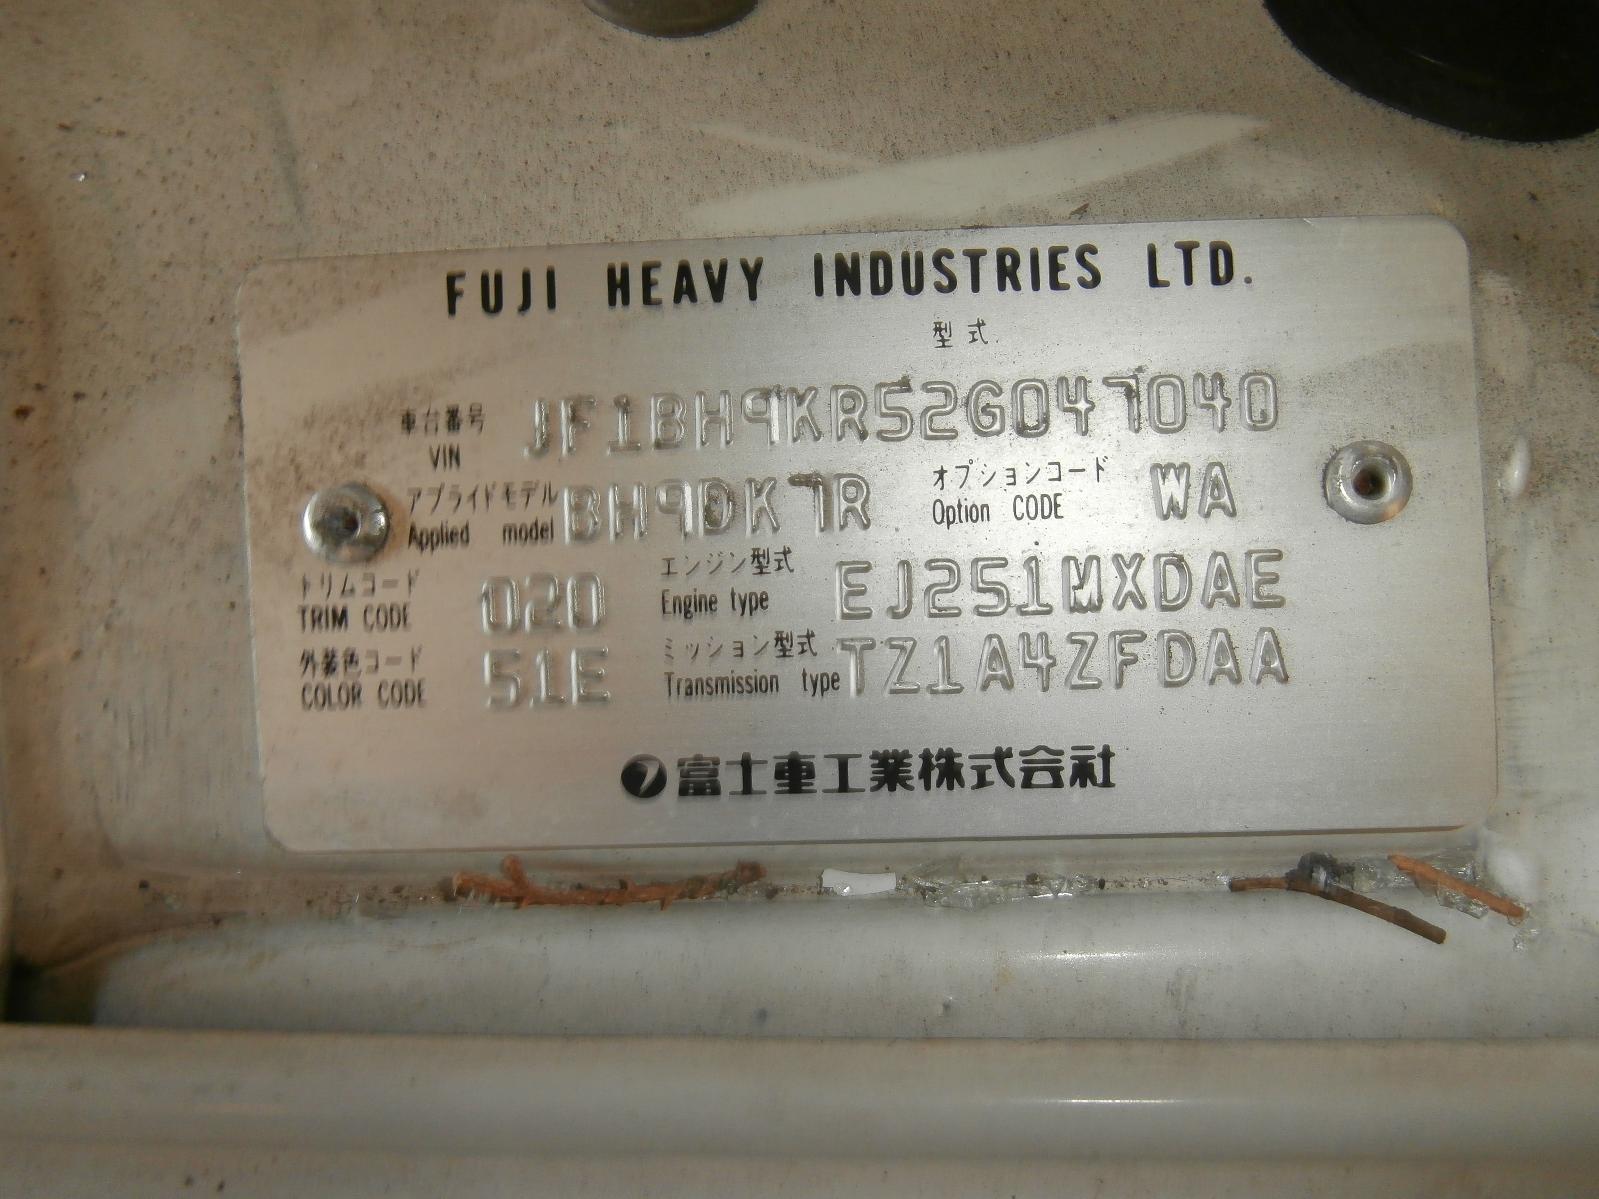 FUJI HEAVY INDUSTRIES LTD.
型式
車台番号 VIN JF1BH9KR52G047040
アプライドモデル Applied model BH9DK7R オプションコード Option CODE WA
トリムコード TRIM CODE 020 エンジン型式 Engine type EJ251MXDAE
外装色コード COLOR CODE 51E ミッション型式 Transmission type TZ1A4ZFDAA
富士重工業株式会社